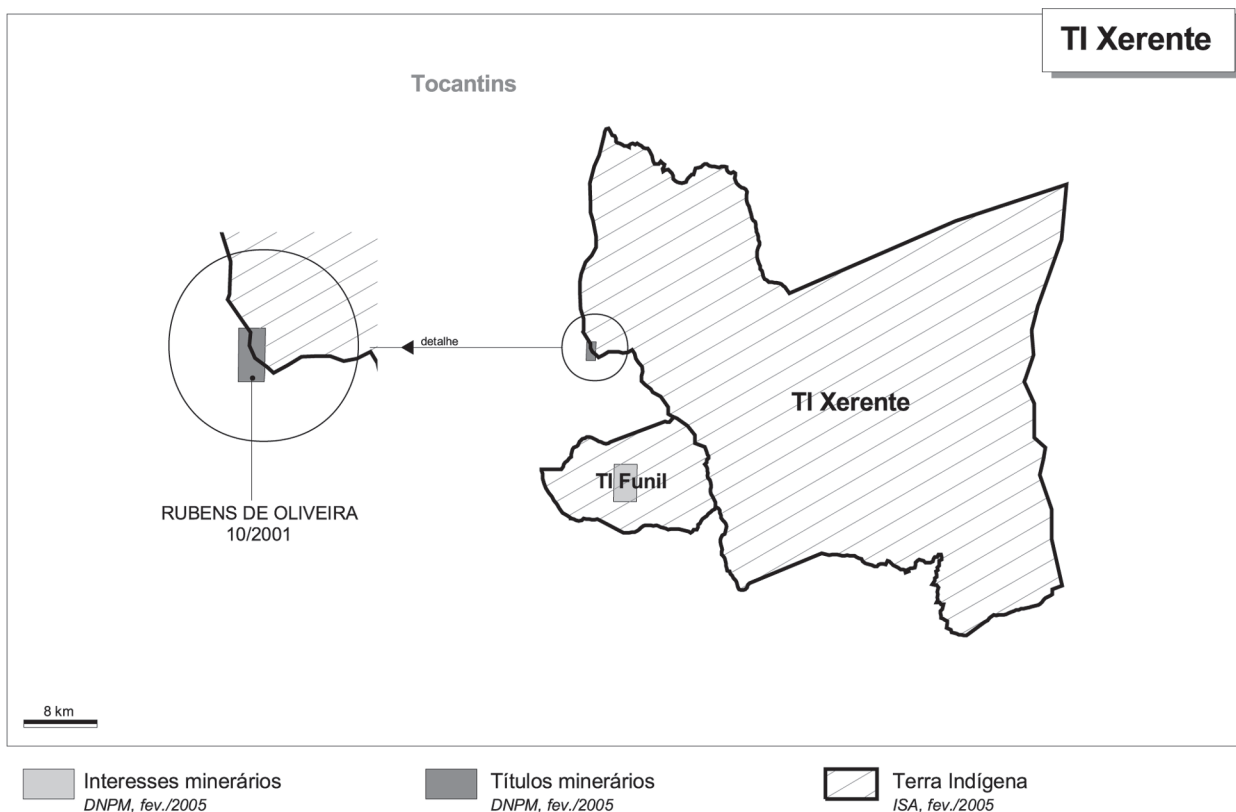 TI Xerente
Tocantins
detalhe
TI Xerente
TI Funil
RUBENS DE OLIVEIRA
10/2001
8 km
Interesses minerários
DNPM, fev./2005
Títulos minerários
DNPM, fev./2005
Terra Indígena
ISA, fev./2005